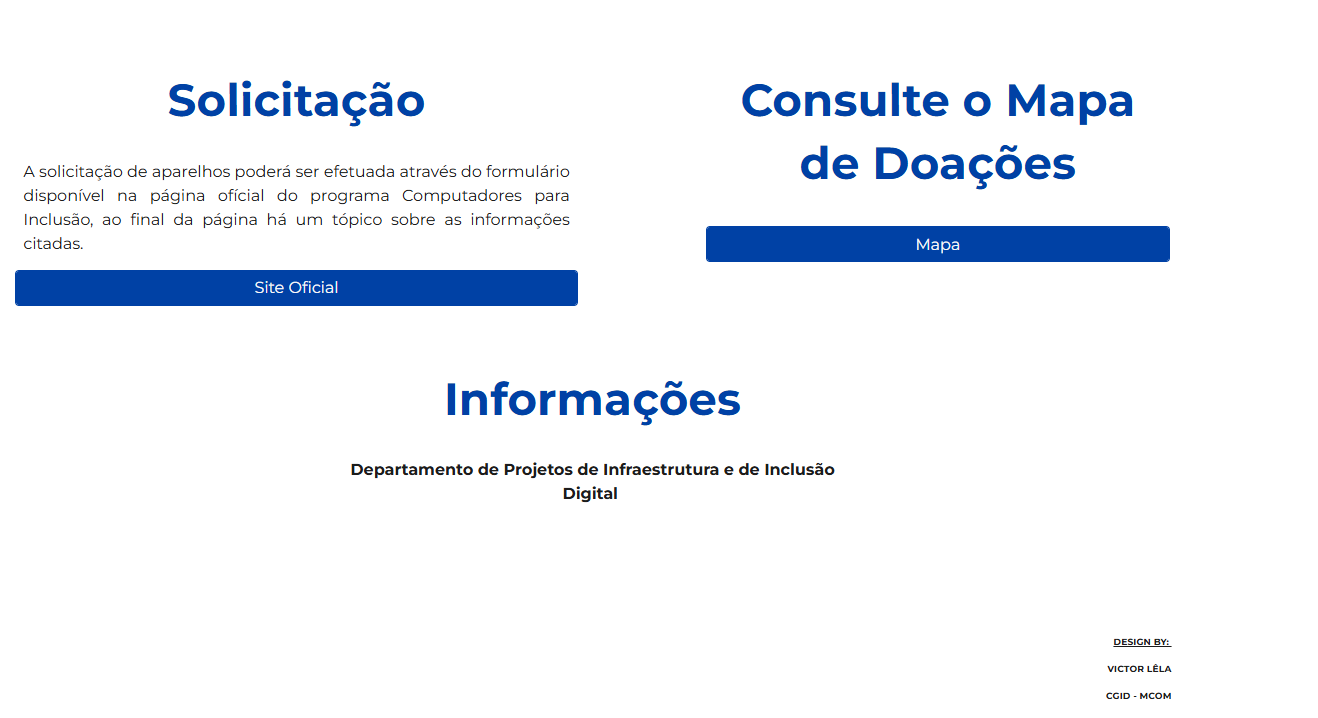 Solicitação
A solicitação de aparelhos poderá ser efetuada através do formulário
disponível na página ofícial do programa Computadores para
Inclusão, ao final da página há um tópico sobre as informações
citadas.
Site Oficial
Consulte o Mapa
de Doações
Mapa
Informações
Departamento de Projetos de Infraestrutura e de Inclusão
Digital
DESIGN BY:
VICTOR LÊLA
CGID - MCOM